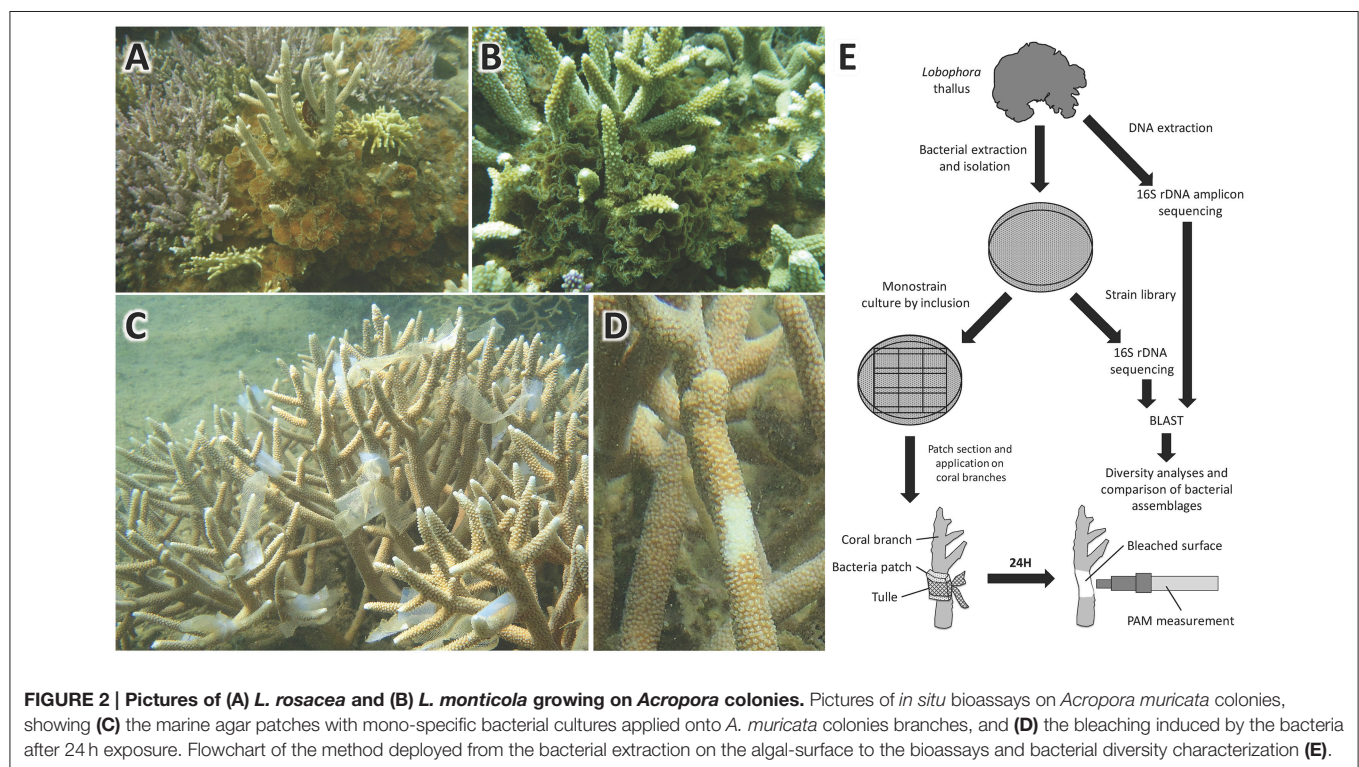 A
B
C
D
E
Lobophora
thallus
DNA extraction
Bacterial extraction
and isolation
16S rDNA amplicon
sequencing
Monostrain
culture by inclusion
Strain library
16S rDNA
sequencing
BLAST
Patch section and
application on
coral branches
Diversity analyses and
comparison of bacterial
assemblages
Coral branch
Bacteria patch
Tulle
24H
Bleached surface
PAM measurement
FIGURE 2 | Pictures of (A) L. rosacea and (B) L. monticola growing on Acropora colonies. Pictures of in situ bioassays on Acropora muricata colonies,
showing (C) the marine agar patches with mono-specific bacterial cultures applied onto A. muricata colonies branches, and (D) the bleaching induced by the bacteria
after 24 h exposure. Flowchart of the method deployed from the bacterial extraction on the algal-surface to the bioassays and bacterial diversity characterization (E).